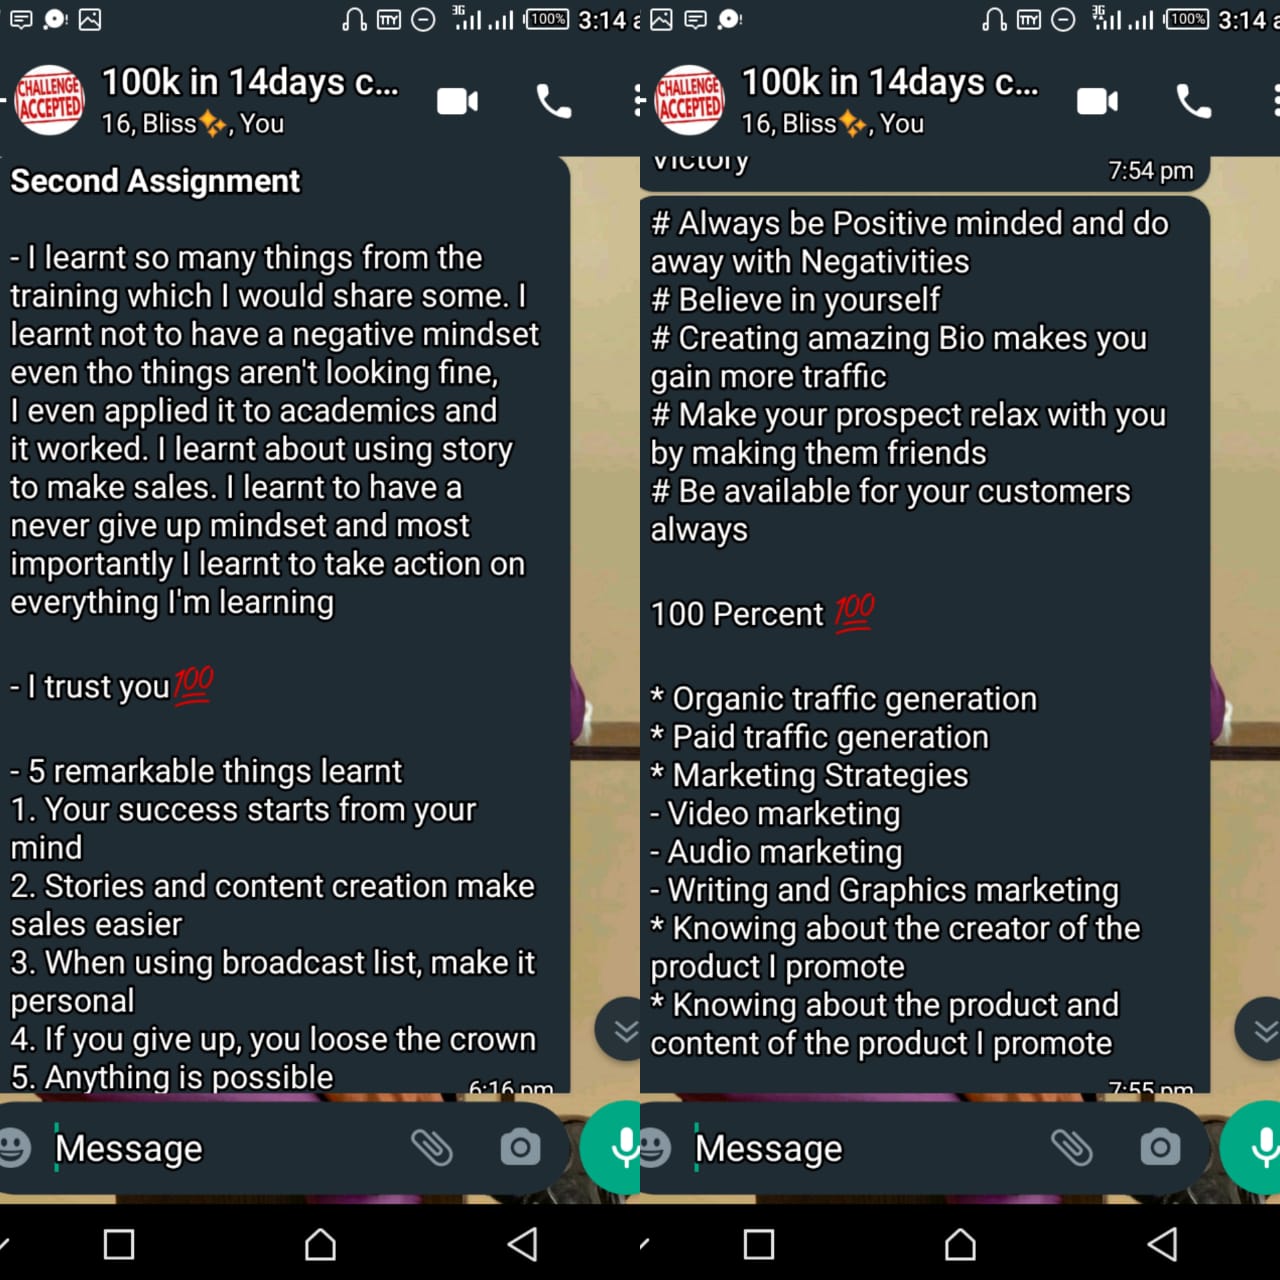 3G 100% 3:14
CHALLENGE ACCEPTED
100k in 14days c...
16, Bliss✨, You
Second Assignment
- I learnt so many things from the
training which I would share some. I
learnt not to have a negative mindset
even tho things aren't looking fine,
I even applied it to academics and
it worked. I learnt about using story
to make sales. I learnt to have a
never give up mindset and most
importantly I learnt to take action on
everything I'm learning
- I trust you💯
- 5 remarkable things learnt
1. Your success starts from your
mind
2. Stories and content creation make
sales easier
3. When using broadcast list, make it
personal
4. If you give up, you loose the crown
5. Anything is possible
6:16 pm
Message
3G 100% 3:14
CHALLENGE ACCEPTED
100k in 14days c...
16, Bliss✨, You
Victory
7:54 pm
# Always be Positive minded and do
away with Negativities
# Believe in yourself
# Creating amazing Bio makes you
gain more traffic
# Make your prospect relax with you
by making them friends
# Be available for your customers
always
100 Percent 💯
* Organic traffic generation
* Paid traffic generation
* Marketing Strategies
- Video marketing
- Audio marketing
- Writing and Graphics marketing
* Knowing about the creator of the
product I promote
* Knowing about the product and
content of the product I promote
7:55 pm
Message